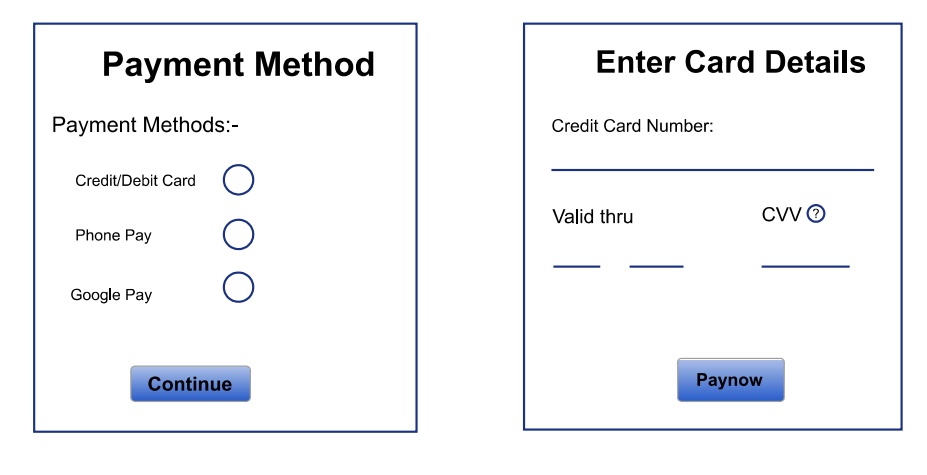 Payment Method
Payment Methods:-
Credit/Debit Card
Phone Pay
Google Pay
Continue
Enter Card Details
Credit Card Number:
Valid thru
CVV ?
Paynow